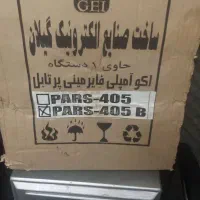 GEI
ساخت صنایع الکترونیک گیلان
حاوی ۱ دستگاه
اکو آمپلی فایر مینی پرتابل
PARS-405
PARS-405 B